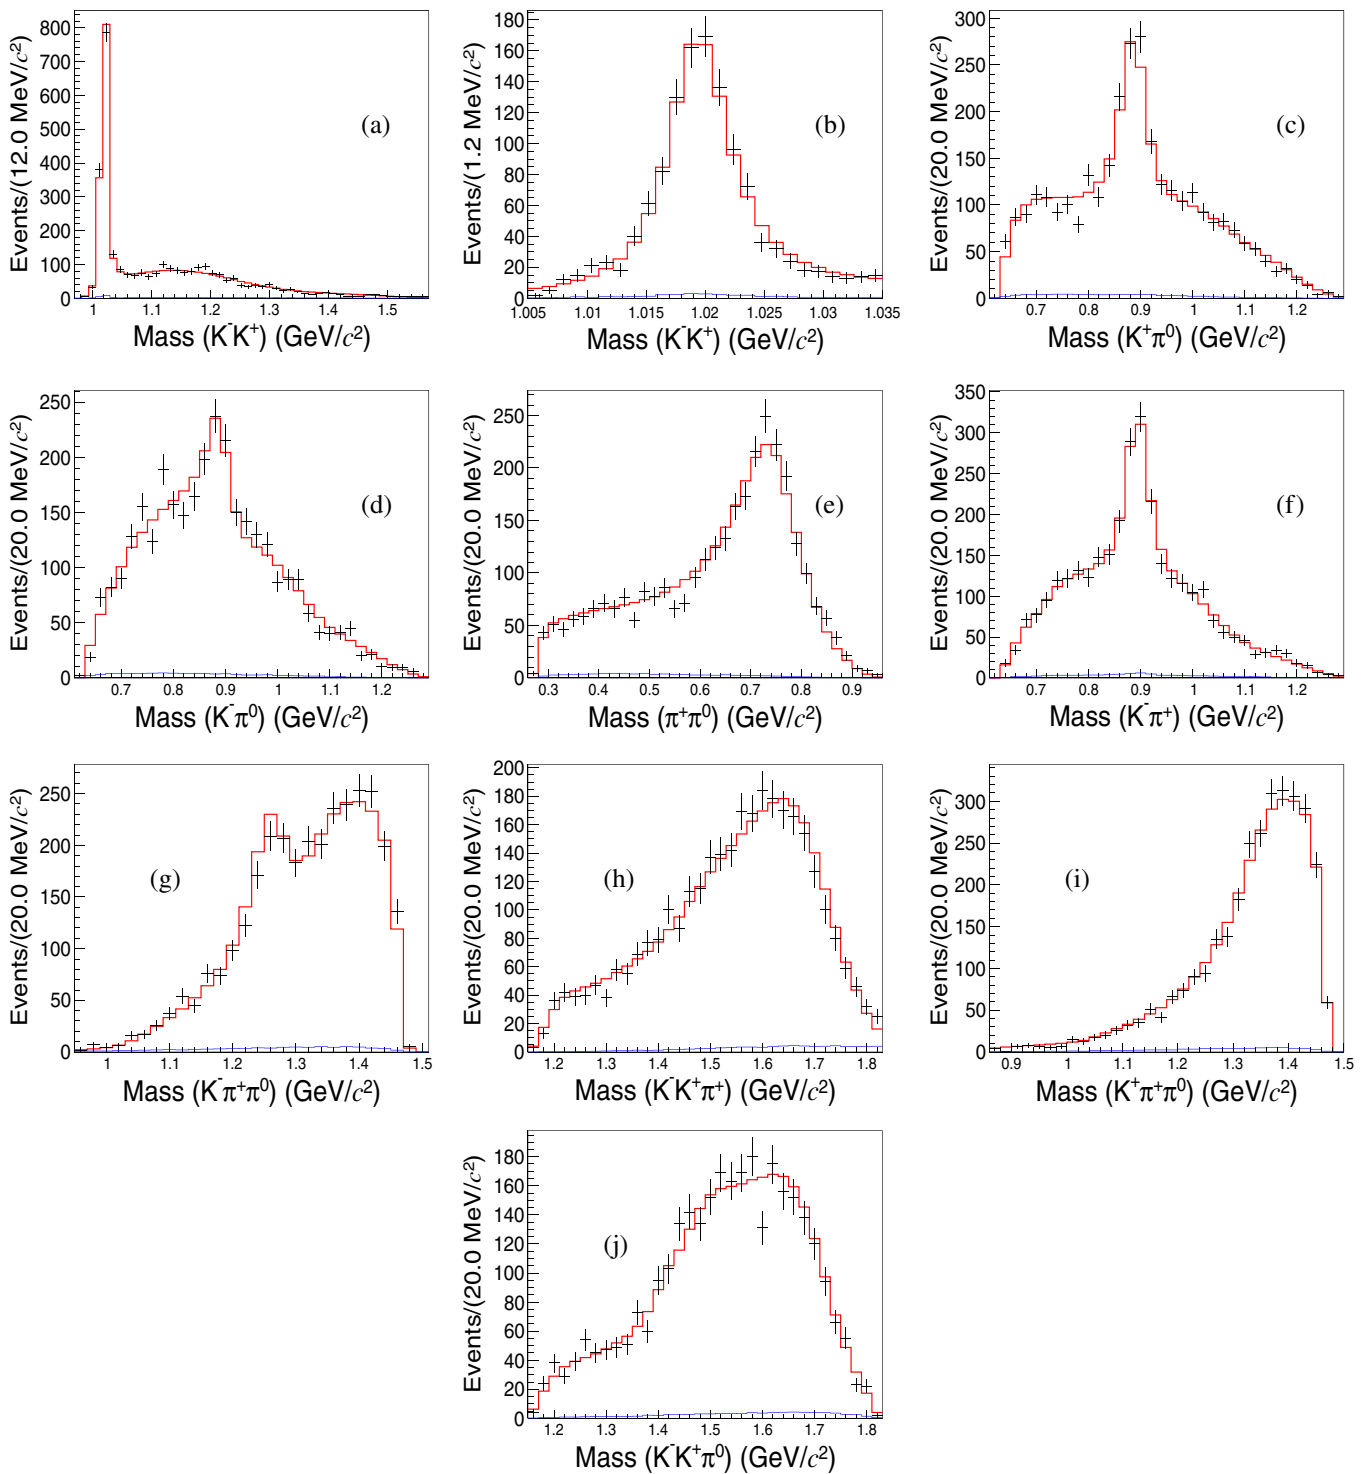 Events/(12.0 MeV/c²)
800
700
600
500
400
300
200
100
0
(a)
1 1.1 1.2 1.3 1.4 1.5
Mass (K⁻K⁺) (GeV/c²)
Events/(1.2 MeV/c²)
180
160
140
120
100
80
60
40
20
0
(b)
1.005 1.01 1.015 1.02 1.025 1.03 1.035
Mass (K⁻K⁺) (GeV/c²)
Events/(20.0 MeV/c²)
300
250
200
150
100
50
0
(c)
0.7 0.8 0.9 1 1.1 1.2
Mass (K⁺π⁰) (GeV/c²)
Events/(20.0 MeV/c²)
250
200
150
100
50
0
(d)
0.7 0.8 0.9 1 1.1 1.2
Mass (K⁻π⁰) (GeV/c²)
Events/(20.0 MeV/c²)
250
200
150
100
50
0
(e)
0.3 0.4 0.5 0.6 0.7 0.8 0.9
Mass (π⁺π⁰) (GeV/c²)
Events/(20.0 MeV/c²)
350
300
250
200
150
100
50
0
(f)
0.7 0.8 0.9 1 1.1 1.2
Mass (K⁻π⁺) (GeV/c²)
Events/(20.0 MeV/c²)
250
200
150
100
50
0
(g)
1 1.1 1.2 1.3 1.4 1.5
Mass (K⁻π⁺π⁰) (GeV/c²)
Events/(20.0 MeV/c²)
200
180
160
140
120
100
80
60
40
20
0
(h)
1.2 1.3 1.4 1.5 1.6 1.7 1.8
Mass (K⁻K⁺π⁺) (GeV/c²)
Events/(20.0 MeV/c²)
300
250
200
150
100
50
0
(i)
0.9 1 1.1 1.2 1.3 1.4 1.5
Mass (K⁺π⁺π⁰) (GeV/c²)
Events/(20.0 MeV/c²)
180
160
140
120
100
80
60
40
20
0
(j)
1.2 1.3 1.4 1.5 1.6 1.7 1.8
Mass (K⁻K⁺π⁰) (GeV/c²)